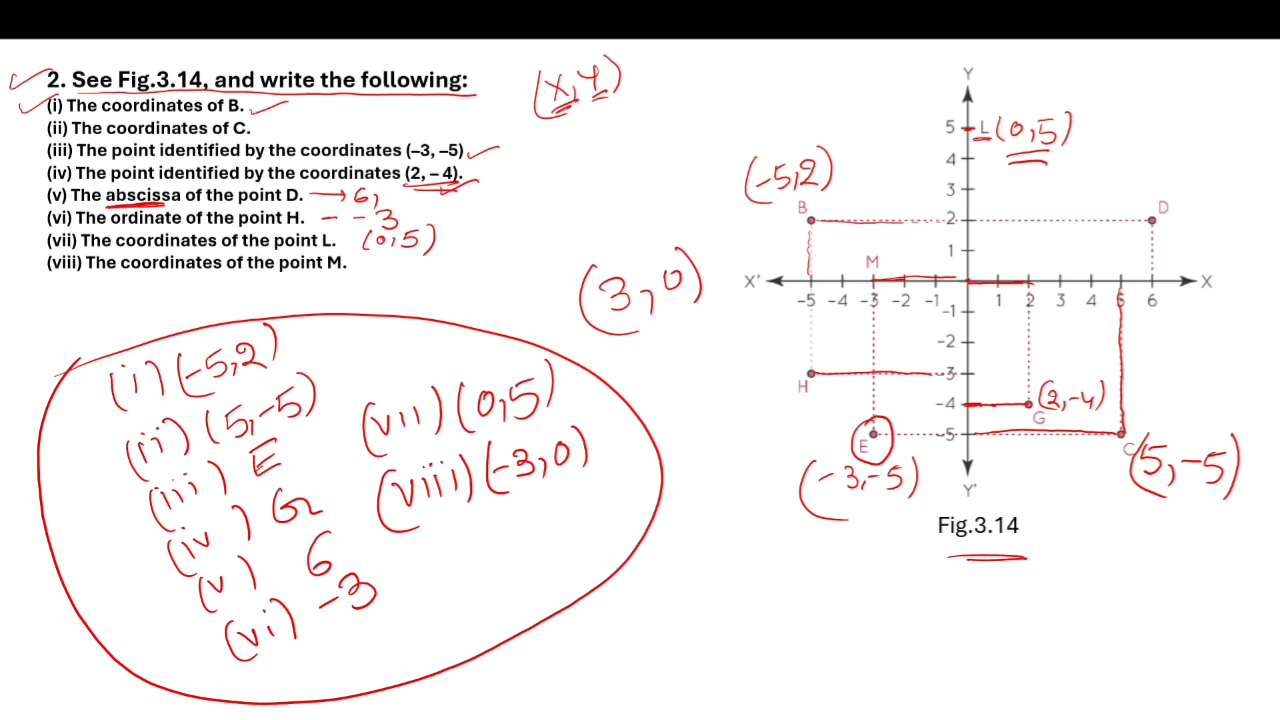 2. See Fig.3.14, and write the following:
(i) The coordinates of B.
(ii) The coordinates of C.
(iii) The point identified by the coordinates (–3, –5)
(iv) The point identified by the coordinates (2, – 4).
(v) The abscissa of the point D. → 6,
(vi) The ordinate of the point H. - - 3
(vii) The coordinates of the point L. (0,5)
(viii) The coordinates of the point M.
(x,y)
(3,0)
(i) (-5,2)
(ii) (5,-5)
(iii) E
(iv) G
(v) 6
(vi) -3
(vii) (0,5)
(viii) (-3,0)
Y
5 L (0,5)
4
(-5,2)
3
B 2 D
1
M
X' -5 -4 -3 -2 -1 1 2 3 4 5 6 X
-1
-2
H -3
-4 (2,-4)
G
E -5 C (5,-5)
(-3,-5)
Y'
Fig.3.14